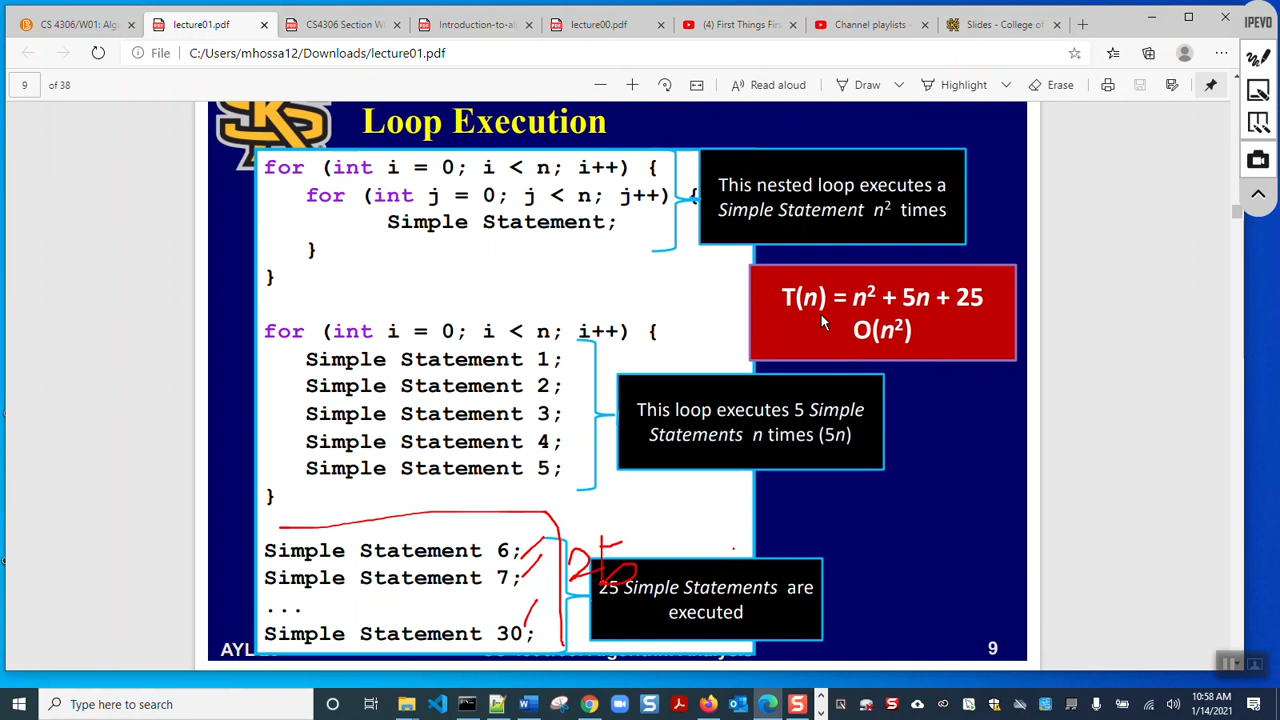 CS 4306/W01: Alg
lecture01.pdf
CS4306 Section W
Introduction-to-al
lecture00.pdf
(4) First Things Firs
Channel playlists -
Slides - College of
IPEVO
File
C:/Users/mhossa12/Downloads/lecture01.pdf
9
of 38
Read aloud
Draw
Highlight
Erase
Loop Execution
for (int i = 0; i < n; i++) {
for (int j = 0; j < n; j++) {
Simple Statement;
}
}
This nested loop executes a
Simple Statement n² times
T(n) = n² + 5n + 25
O(n²)
for (int i = 0; i < n; i++) {
Simple Statement 1;
Simple Statement 2;
Simple Statement 3;
Simple Statement 4;
Simple Statement 5;
}
This loop executes 5 Simple
Statements n times (5n)
Simple Statement 6;
Simple Statement 7;
...
Simple Statement 30;
25
25 Simple Statements are
executed
AYL
9
Type here to search
10:58 AM
1/14/2021